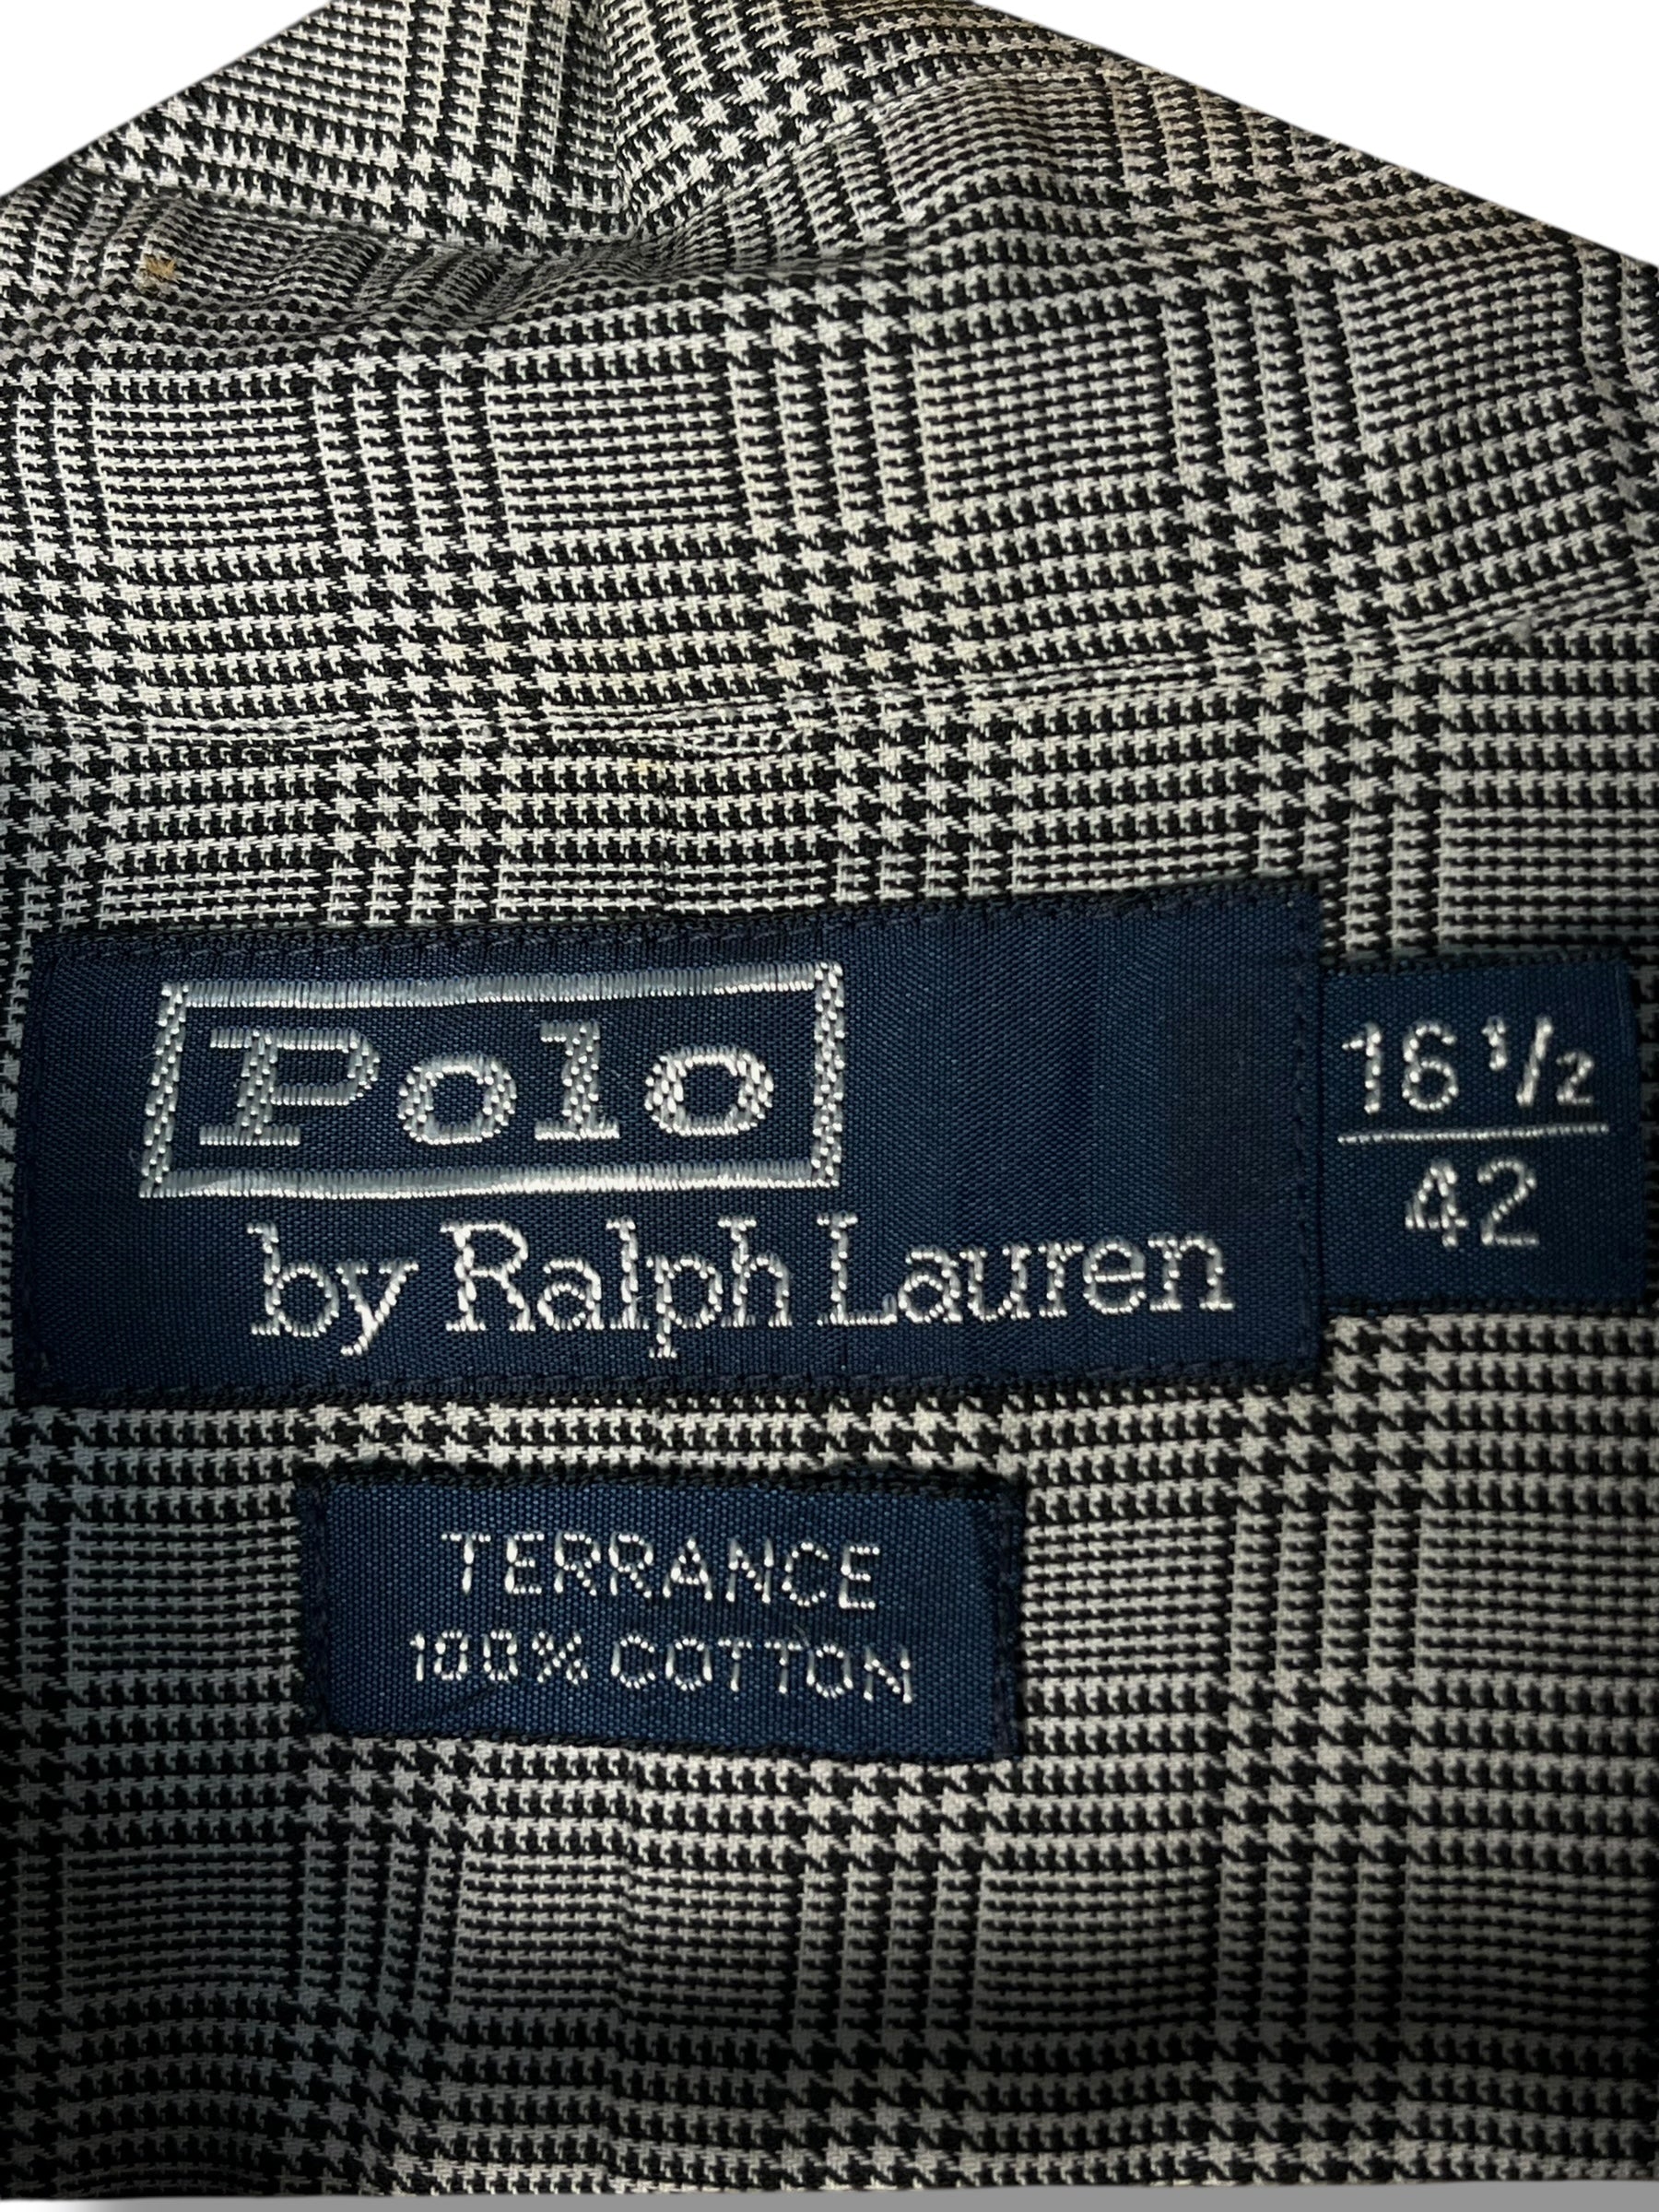 Polo
by Ralph Lauren
16 1/2
42
TERRANCE
100% COTTON